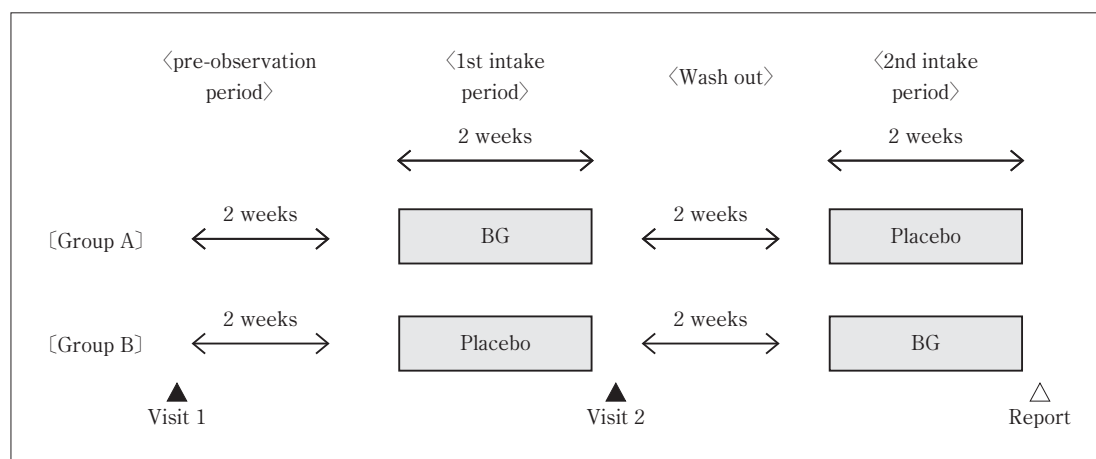 〈pre-observation period〉
〈1st intake period〉
〈Wash out〉
〈2nd intake period〉
2 weeks
2 weeks
〔Group A〕
2 weeks
BG
2 weeks
Placebo
〔Group B〕
2 weeks
Placebo
2 weeks
BG
Visit 1
Visit 2
Report